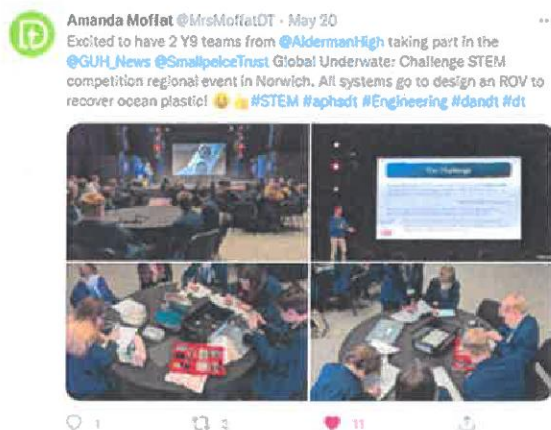 Amanda Moffat @MrsMoffatDT · May 20
Excited to have 2 Y9 teams from @AldermanHigh taking part in the
@GUH_News @SmallpeiceTrust Global Underwater Challenge STEM
competition regional event in Norwich. All systems go to design an ROV to
recover ocean plastic! 😀 👍 #STEM #aphsdt #Engineering #dandt #dt
The Challenge
1
2
11